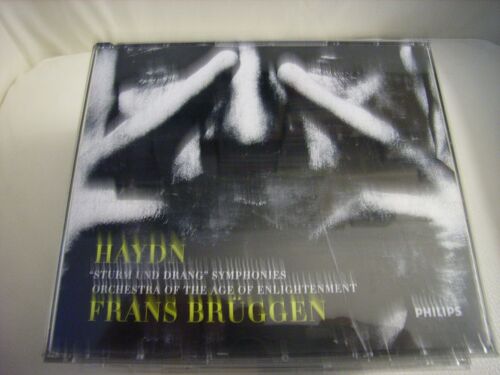 HAYDN
"STURM UND DRANG" SYMPHONIES
ORCHESTRA OF THE AGE OF ENLIGHTENMENT
FRANS BRÜGGEN
PHILIPS